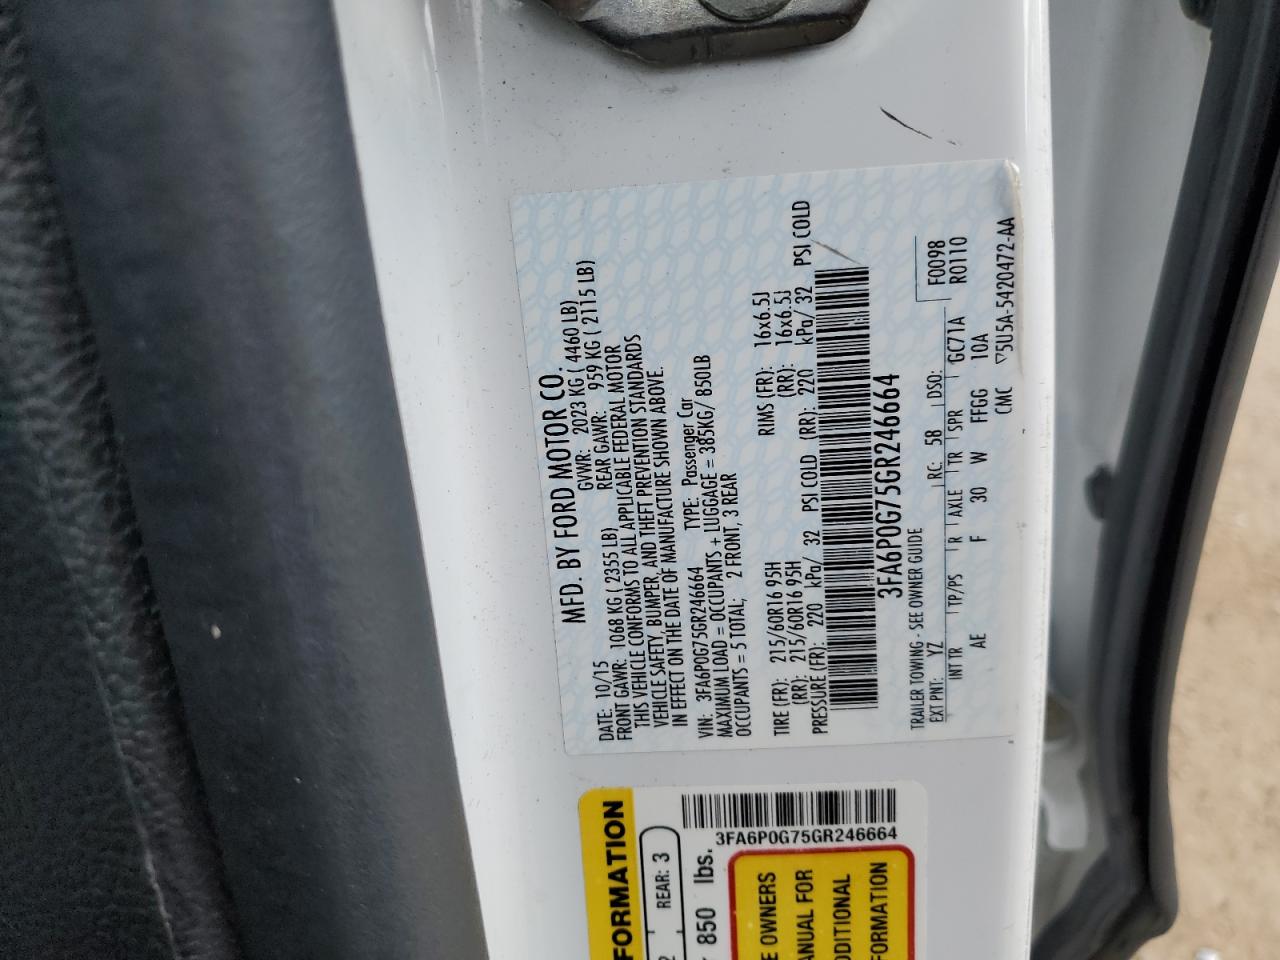 MFD. BY FORD MOTOR CO.
DATE: 10/15 GVWR: 2023 KG ( 4460 LB)
FRONT GAWR: 1068 KG ( 2355 LB) REAR GAWR: 959 KG ( 2115 LB)
THIS VEHICLE CONFORMS TO ALL APPLICABLE FEDERAL MOTOR
VEHICLE SAFETY, BUMPER, AND THEFT PREVENTION STANDARDS
IN EFFECT ON THE DATE OF MANUFACTURE SHOWN ABOVE.
VIN: 3FA6P0G75GR246664 TYPE: Passenger Car
MAXIMUM LOAD = OCCUPANTS + LUGGAGE = 385KG/ 850LB
OCCUPANTS = 5 TOTAL; 2 FRONT, 3 REAR
TIRE (FR): 215/60R16 95H RIMS (FR): 16x6.5J
(RR): 215/60R16 95H (RR): 16x6.5J
PRESSURE (FR): 220 kPa/ 32 PSI COLD (RR): 220 kPa/ 32 PSI COLD
3FA6P0G75GR246664
TRAILER TOWING - SEE OWNER GUIDE
F0098
EXT PNT: YZ RC: 58 DSO: R0110
INT TR TP/PS R AXLE TR SPR GC71A
AE F 30 W FFGG 10A
CMC ▽5U5A-5420472-AA
FORMATION
REAR: 3
850 lbs.
3FA6P0G75GR246664
OWNERS
ANUAL FOR
DDITIONAL
FORMATION